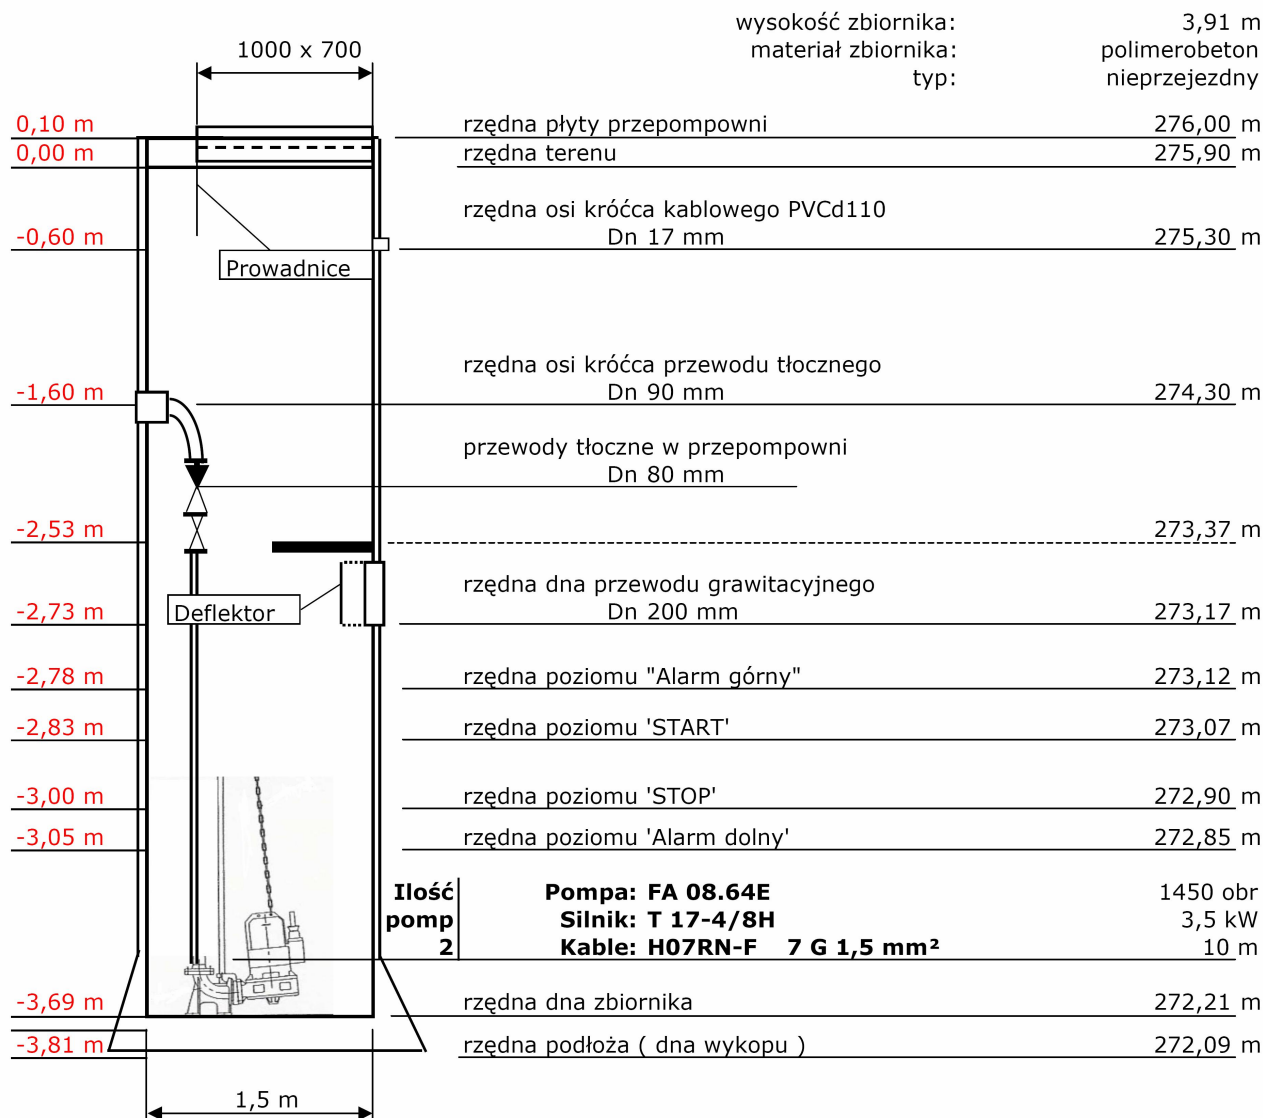 wysokość zbiornika: 3,91 m
1000 x 700 materiał zbiornika: polimerobeton
typ: nieprzejezdny
0,10 m rzędna płyty przepompowni 276,00 m
0,00 m rzędna terenu 275,90 m
rzędna osi króćca kablowego PVCd110
-0,60 m Dn 17 mm 275,30 m
Prowadnice
rzędna osi króćca przewodu tłocznego
-1,60 m Dn 90 mm 274,30 m
przewody tłoczne w przepompowni
Dn 80 mm
-2,53 m 273,37 m
rzędna dna przewodu grawitacyjnego
-2,73 m Deflektor Dn 200 mm 273,17 m
-2,78 m rzędna poziomu "Alarm górny" 273,12 m
-2,83 m rzędna poziomu 'START' 273,07 m
-3,00 m rzędna poziomu 'STOP' 272,90 m
-3,05 m rzędna poziomu 'Alarm dolny' 272,85 m
Ilość Pompa: FA 08.64E 1450 obr
pomp Silnik: T 17-4/8H 3,5 kW
2 Kable: H07RN-F 7 G 1,5 mm² 10 m
-3,69 m rzędna dna zbiornika 272,21 m
-3,81 m rzędna podłoża ( dna wykopu ) 272,09 m
1,5 m